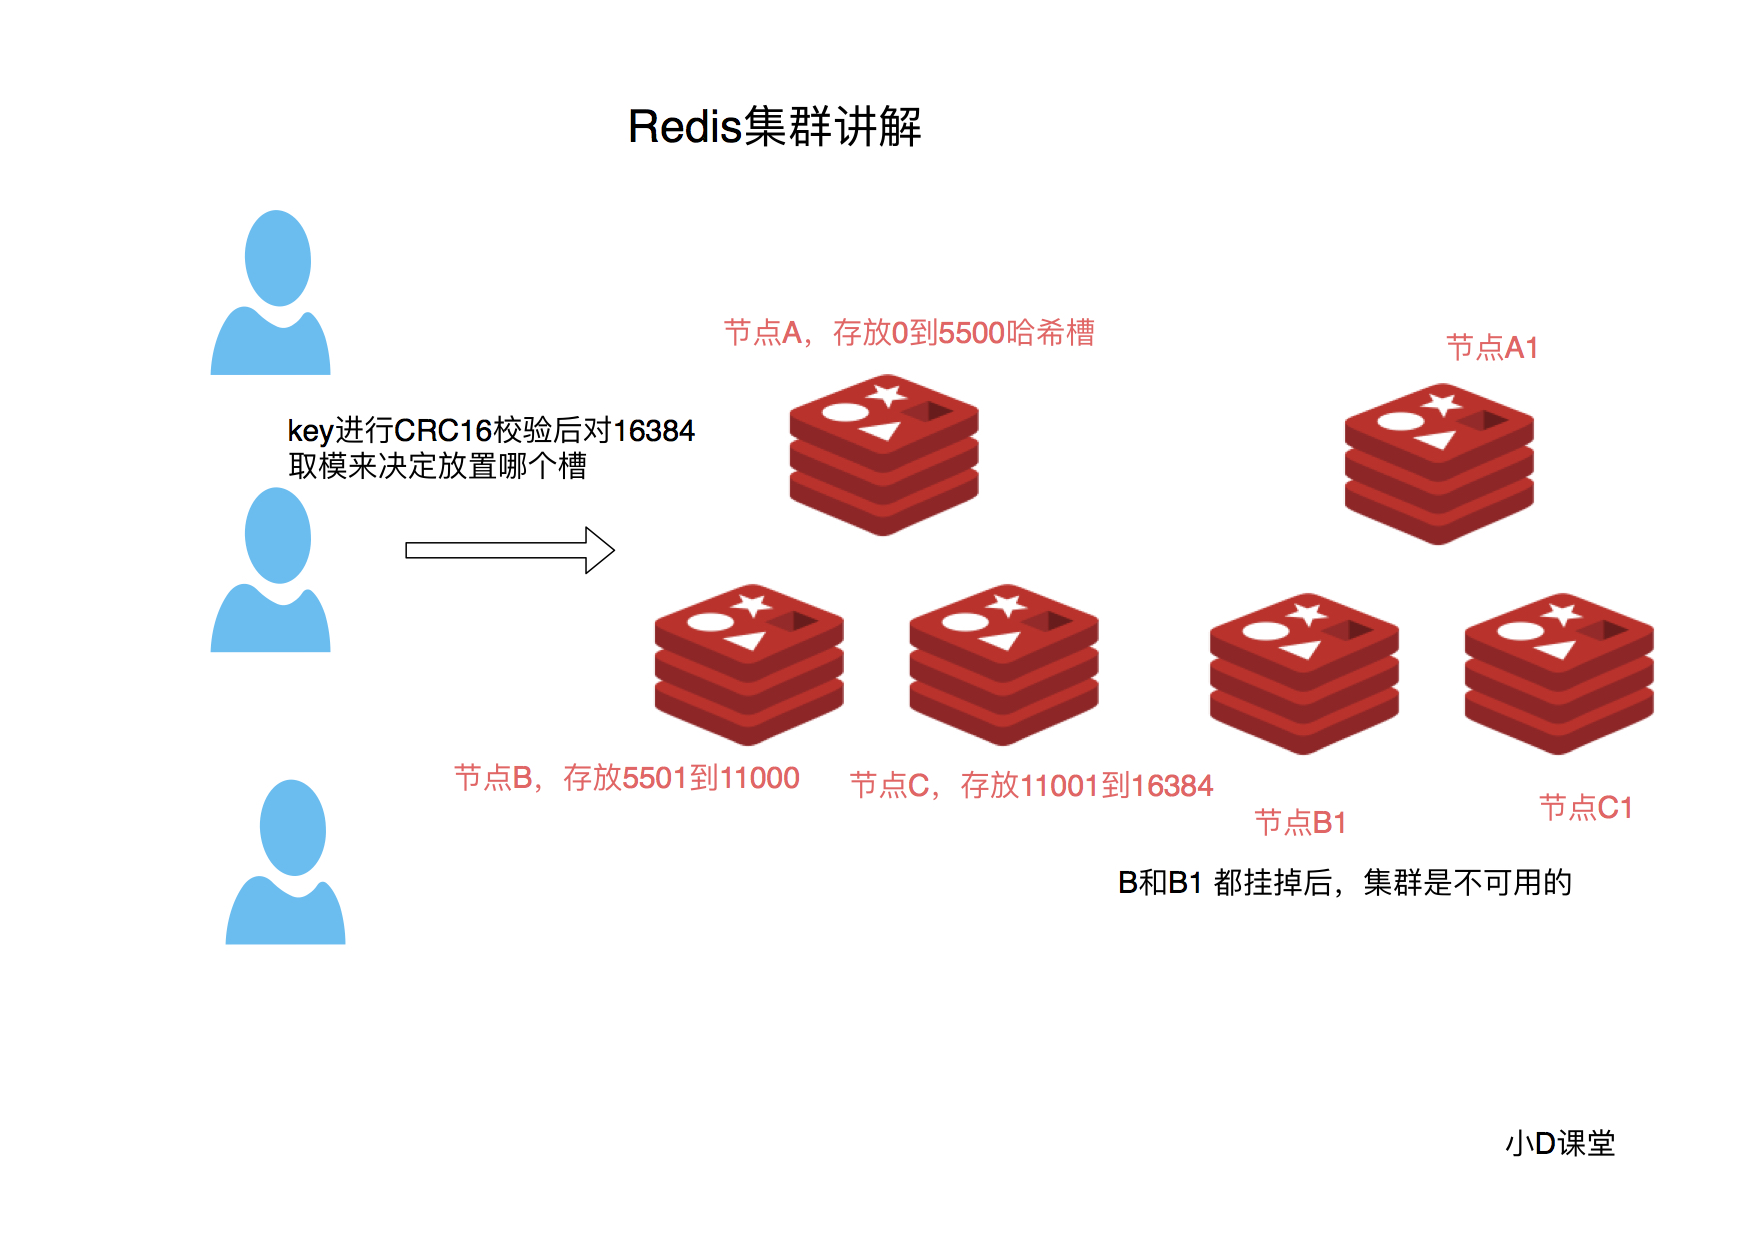 Redis集群讲解
节点A，存放0到5500哈希槽
节点A1
key进行CRC16校验后对16384
取模来决定放置哪个槽
节点B，存放5501到11000
节点C，存放11001到16384
节点B1
节点C1
B和B1 都挂掉后，集群是不可用的
小D课堂